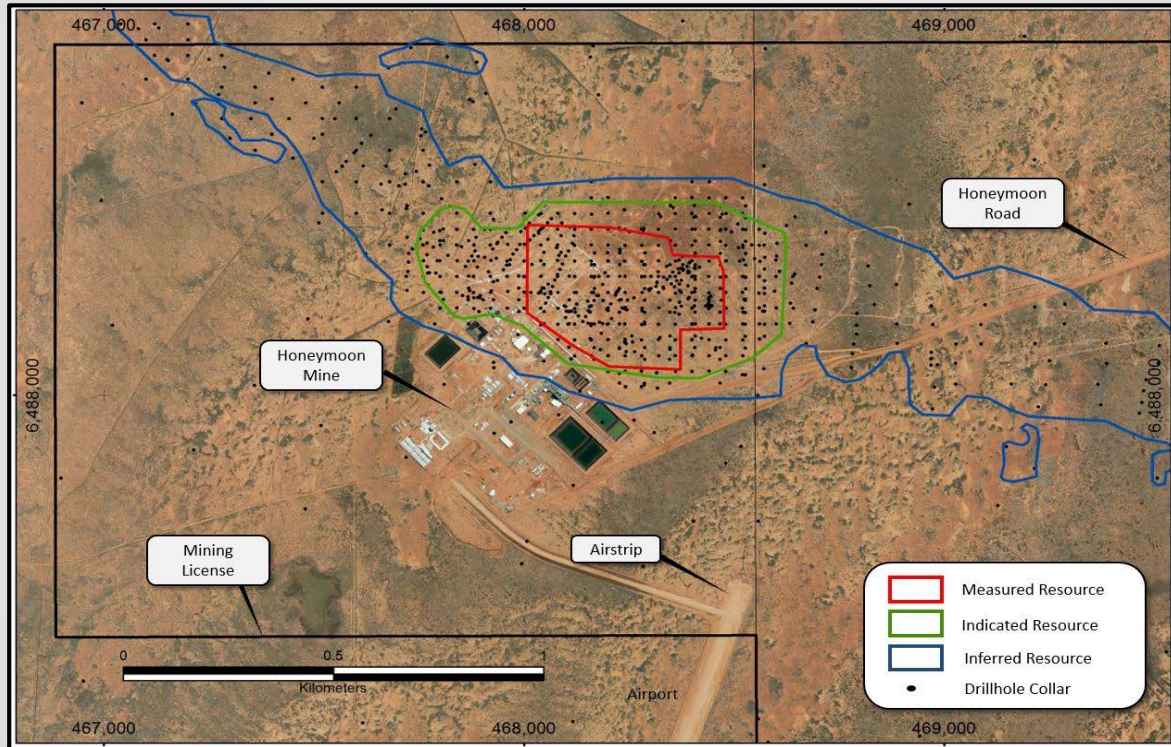 467,000
468,000
469,000
Honeymoon
Road
Honeymoon
Mine
6,488,000
6,488,000
Mining
License
Airstrip
Measured Resource
Indicated Resource
Inferred Resource
Drillhole Collar
0
0.5
1
Kilometers
Airport
467,000
468,000
469,000